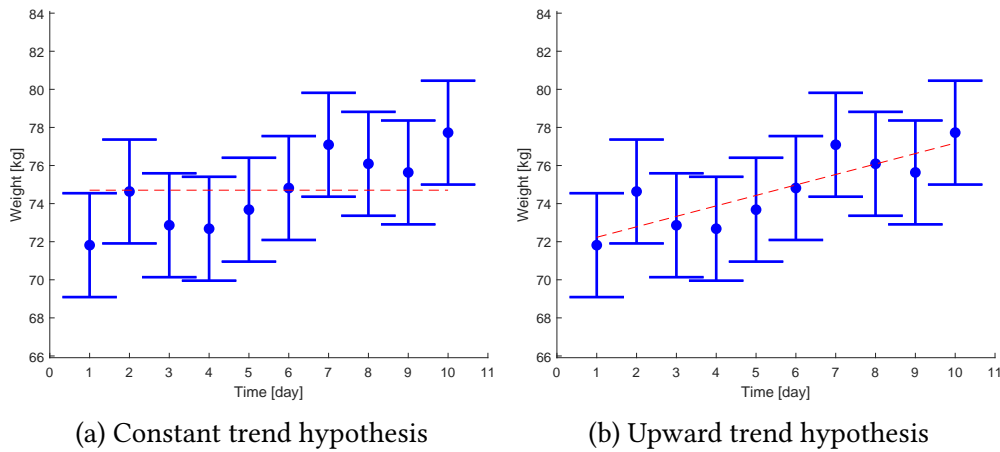 84
82
80
78
76
74
72
70
68
66
Weight [kg]
0 1 2 3 4 5 6 7 8 9 10 11
Time [day]
(a) Constant trend hypothesis
84
82
80
78
76
74
72
70
68
66
Weight [kg]
0 1 2 3 4 5 6 7 8 9 10 11
Time [day]
(b) Upward trend hypothesis